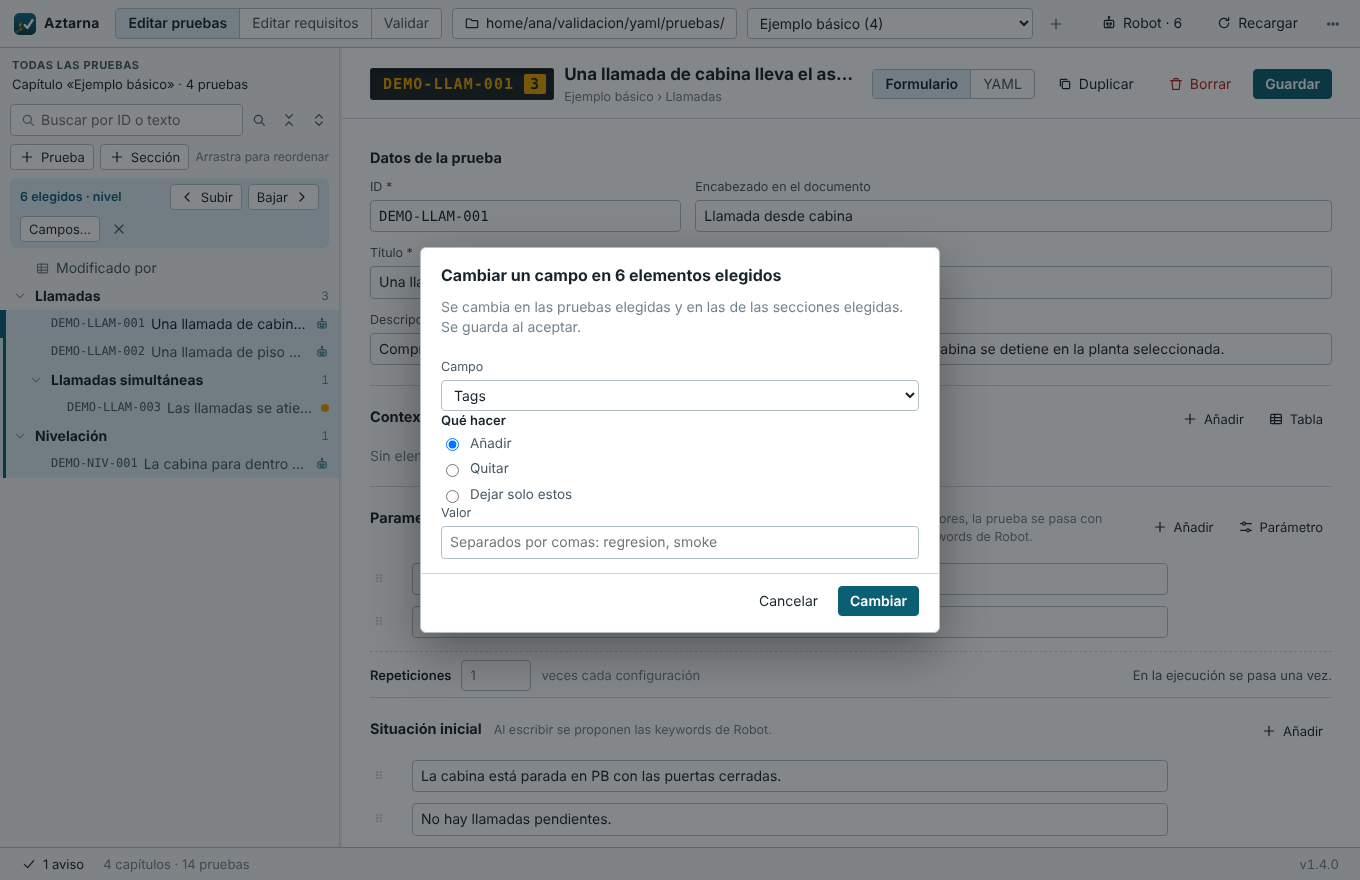 Aztarna
Editar pruebas
Editar requisitos
Validar
home/ana/validacion/yaml/pruebas/
Ejemplo básico (4)
Robot · 6
Recargar
TODAS LAS PRUEBAS
Capítulo «Ejemplo básico» · 4 pruebas
Buscar por ID o texto
Prueba
Sección
Arrastra para reordenar
6 elegidos · nivel
Subir
Bajar
Campos...
Modificado por
Llamadas 3
DEMO-LLAM-001 Una llamada de cabin...
DEMO-LLAM-002 Una llamada de piso ...
Llamadas simultáneas 1
DEMO-LLAM-003 Las llamadas se atie...
Nivelación 1
DEMO-NIV-001 La cabina para dentro ...
DEMO-LLAM-001 3
Una llamada de cabina lleva el as...
Ejemplo básico › Llamadas
Formulario
YAML
Duplicar
Borrar
Guardar
Datos de la prueba
ID *
Encabezado en el documento
DEMO-LLAM-001
Llamada desde cabina
Título *
Una
Cambiar un campo en 6 elementos elegidos
Se cambia en las pruebas elegidas y en las de las secciones elegidas.
Se guarda al aceptar.
Campo
Tags
Qué hacer
Añadir
Quitar
Dejar solo estos
Valor
Separados por comas: regresion, smoke
Cancelar
Cambiar
abina se detiene en la planta seleccionada.
Añadir
Tabla
Sin
ores, la prueba se pasa con
words de Robot.
Añadir
Parámetro
Repeticiones
1
veces cada configuración
En la ejecución se pasa una vez.
Situación inicial
Al escribir se proponen las keywords de Robot.
Añadir
La cabina está parada en PB con las puertas cerradas.
No hay llamadas pendientes.
1 aviso
4 capítulos · 14 pruebas
v1.4.0